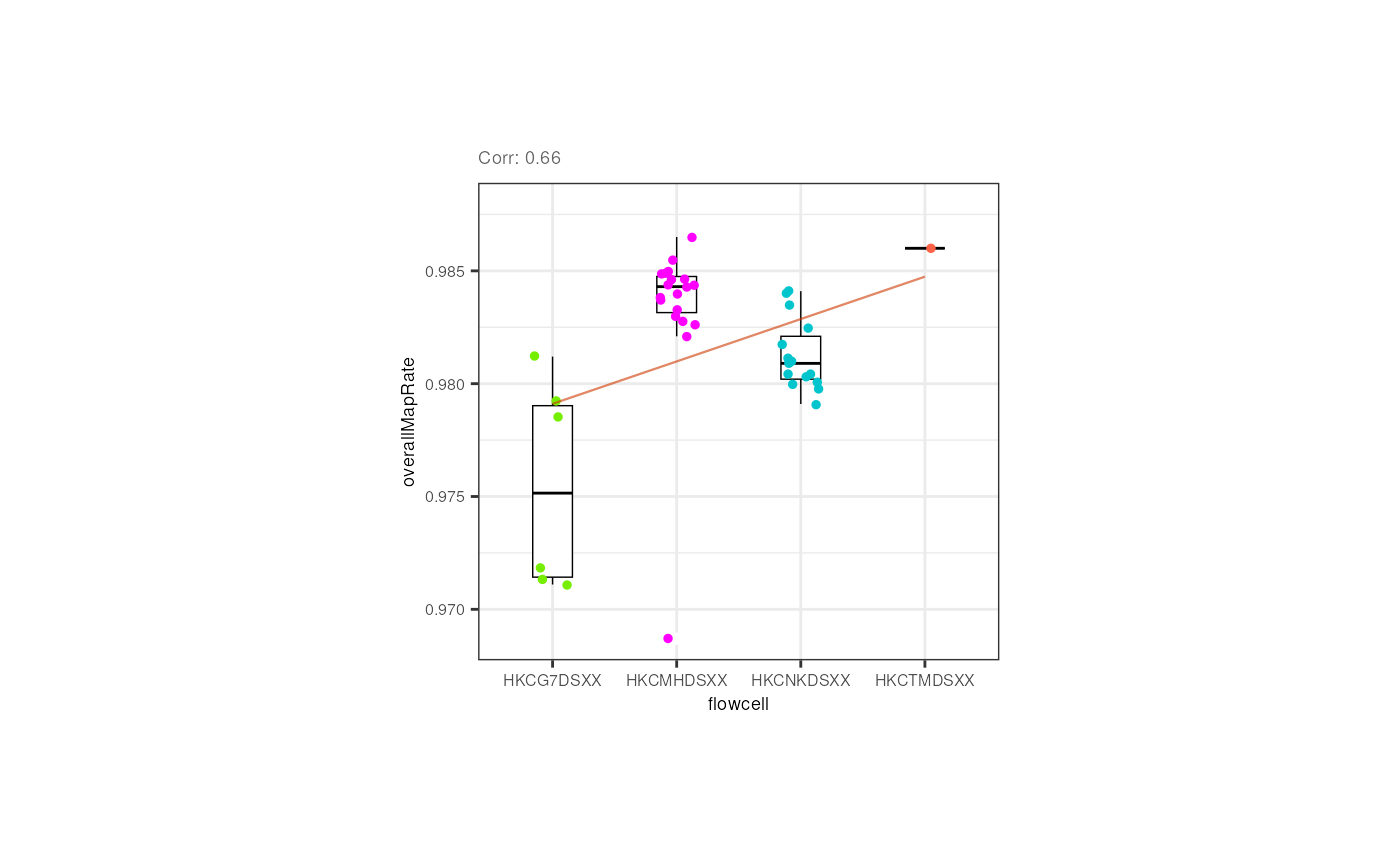 Corr: 0.66
overallMapRate
0.985
0.980
0.975
0.970
HKCG7DSXX HKCMHDSXX HKCNKDSXX HKCTMDSXX
flowcell